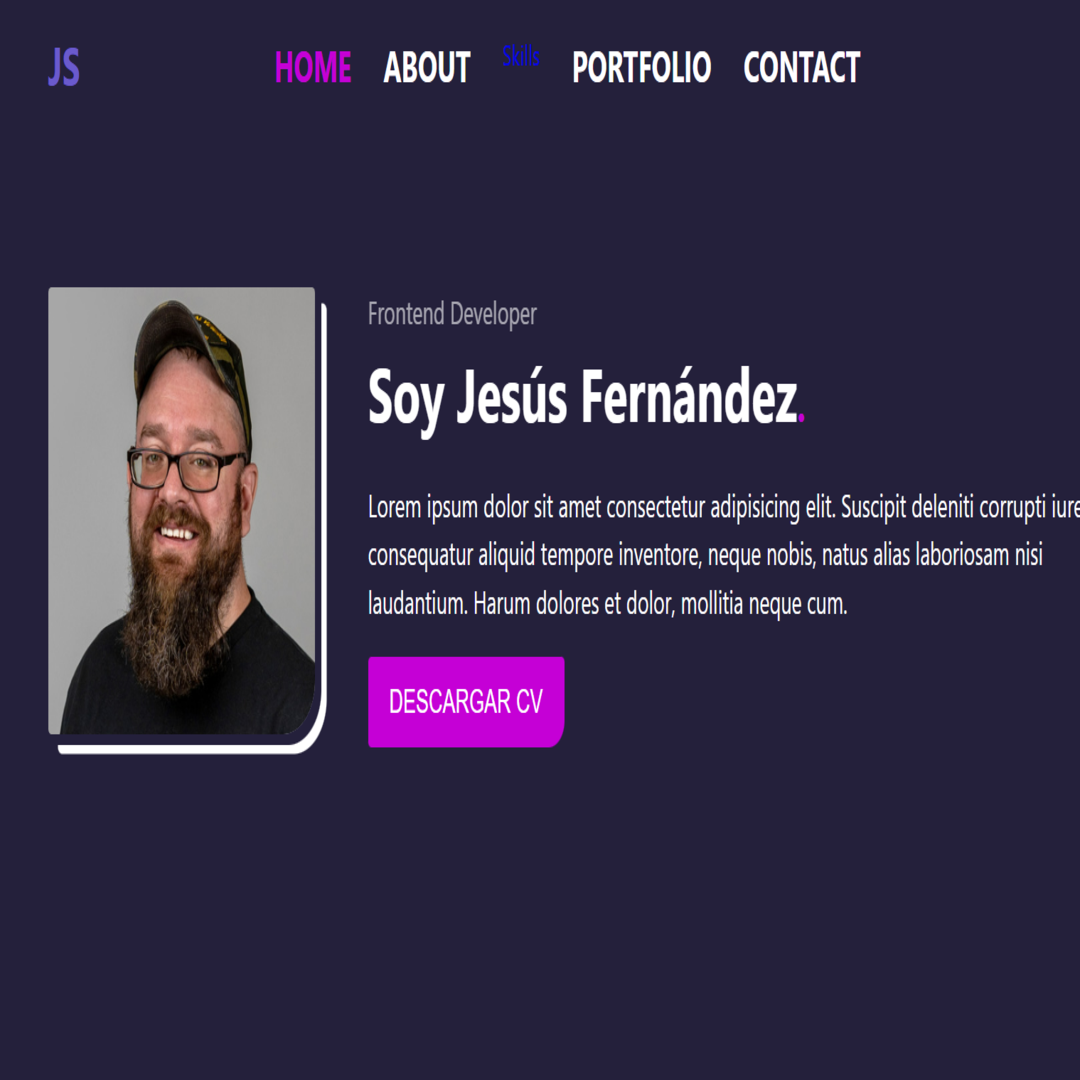 JS
HOME ABOUT Skills PORTFOLIO CONTACT
Frontend Developer
Soy Jesús Fernández.
Lorem ipsum dolor sit amet consectetur adipisicing elit. Suscipit deleniti corrupti iure
consequatur aliquid tempore inventore, neque nobis, natus alias laboriosam nisi
laudantium. Harum dolores et dolor, mollitia neque cum.
DESCARGAR CV